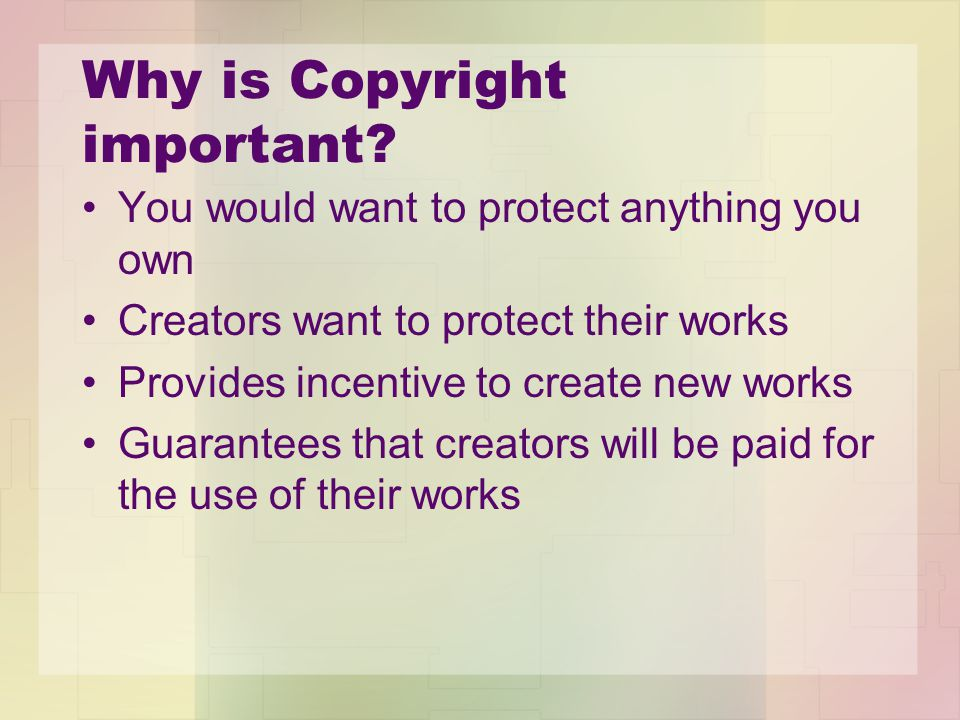 Why is Copyright
important?
• You would want to protect anything you
own
• Creators want to protect their works
• Provides incentive to create new works
• Guarantees that creators will be paid for
the use of their works